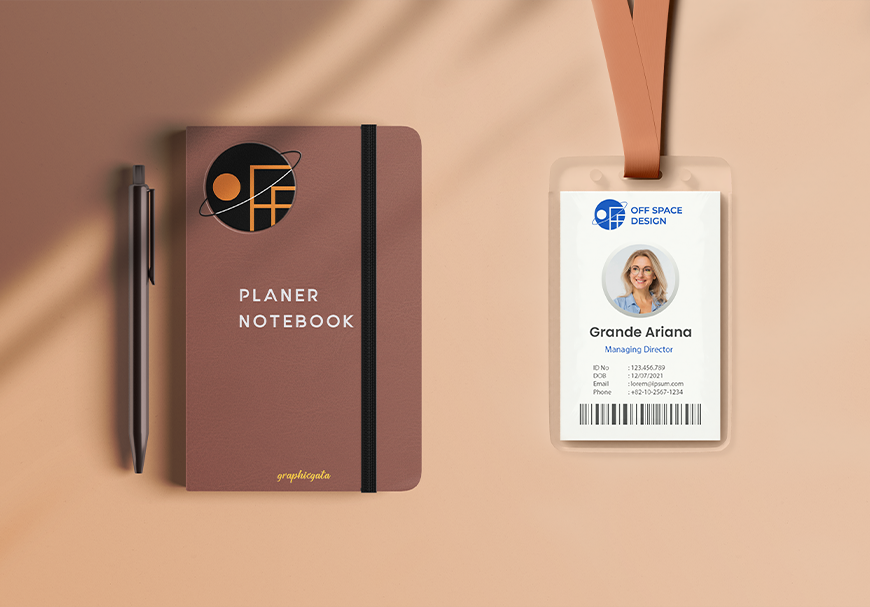 PLANER
NOTEBOOK
graphicgata
OFF SPACE
DESIGN
Grande Ariana
Managing Director
ID No : 123.456.789
DOB : 12/07/2021
Email : lorem@ipsum.com
Phone : +82-10-2567-1234